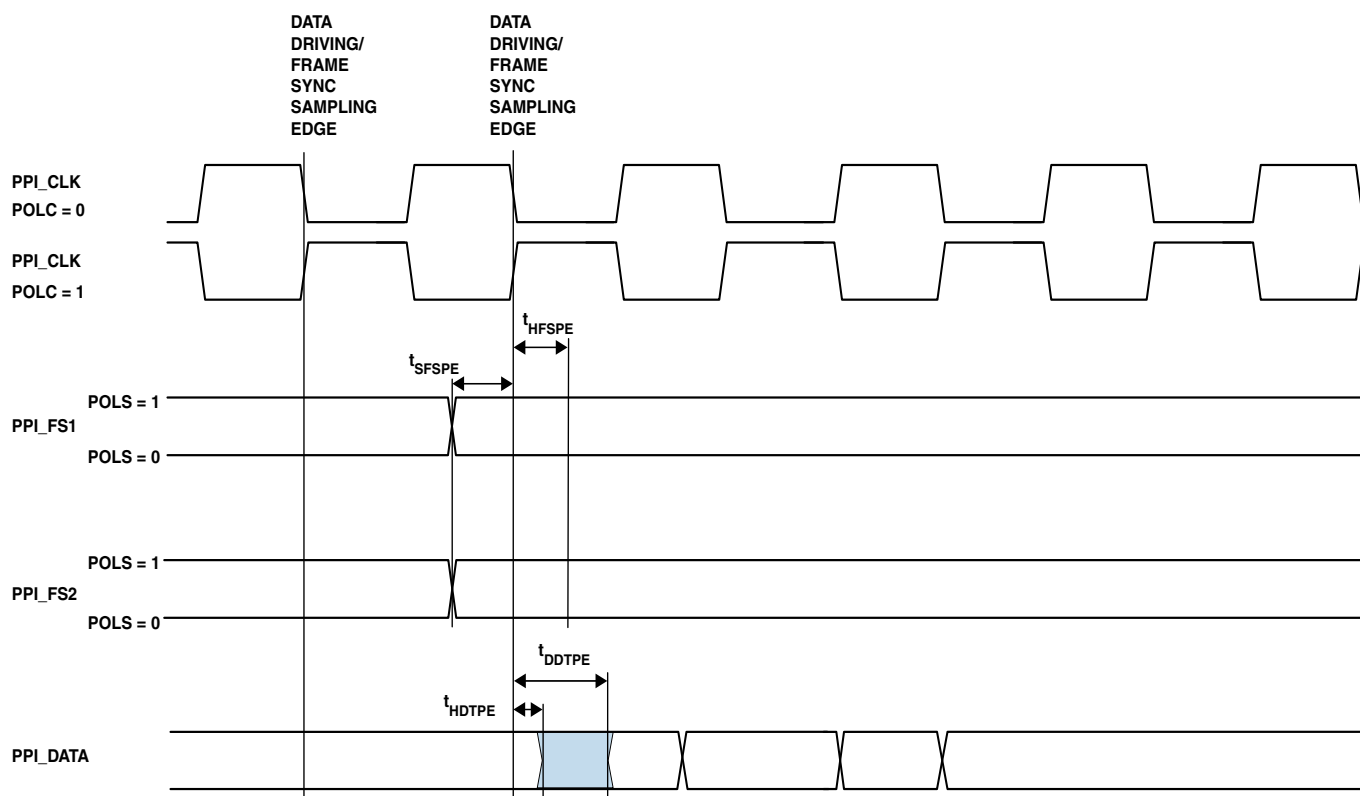 DATA
DRIVING/
FRAME
SYNC
SAMPLING
EDGE
DATA
DRIVING/
FRAME
SYNC
SAMPLING
EDGE
PPI_CLK
POLC = 0
PPI_CLK
POLC = 1
tHFSPE
tSFSPE
POLS = 1
PPI_FS1
POLS = 0
POLS = 1
PPI_FS2
POLS = 0
tDDTPE
tHDTPE
PPI_DATA